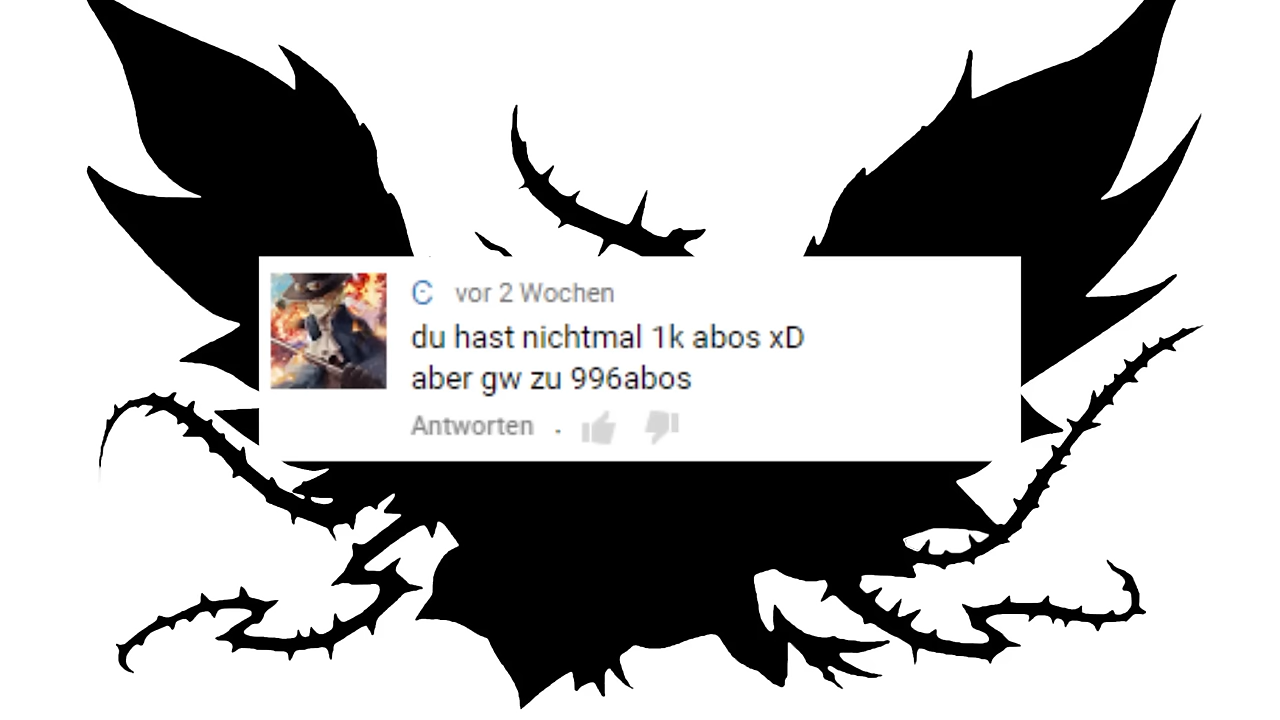 Є vor 2 Wochen
du hast nichtmal 1k abos xD
aber gw zu 996abos
Antworten .